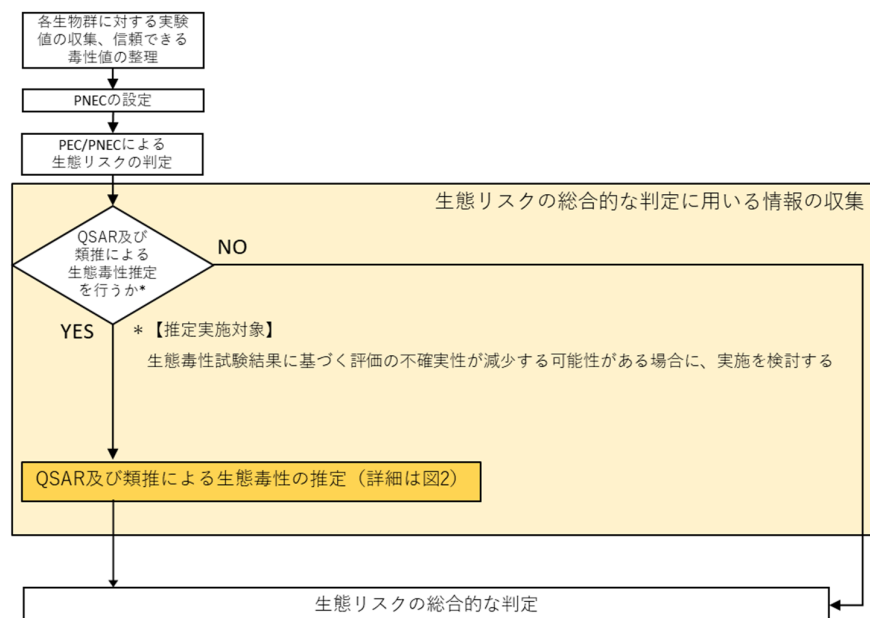 各生物群に対する実験
値の収集、信頼できる
毒性値の整理
PNECの設定
PEC/PNECによる
生態リスクの判定
生態リスクの総合的な判定に用いる情報の収集
QSAR及び
類推による
生態毒性推定
を行うか*
NO
YES
＊【推定実施対象】
生態毒性試験結果に基づく評価の不確実性が減少する可能性がある場合に、実施を検討する
QSAR及び類推による生態毒性の推定（詳細は図2）
生態リスクの総合的な判定